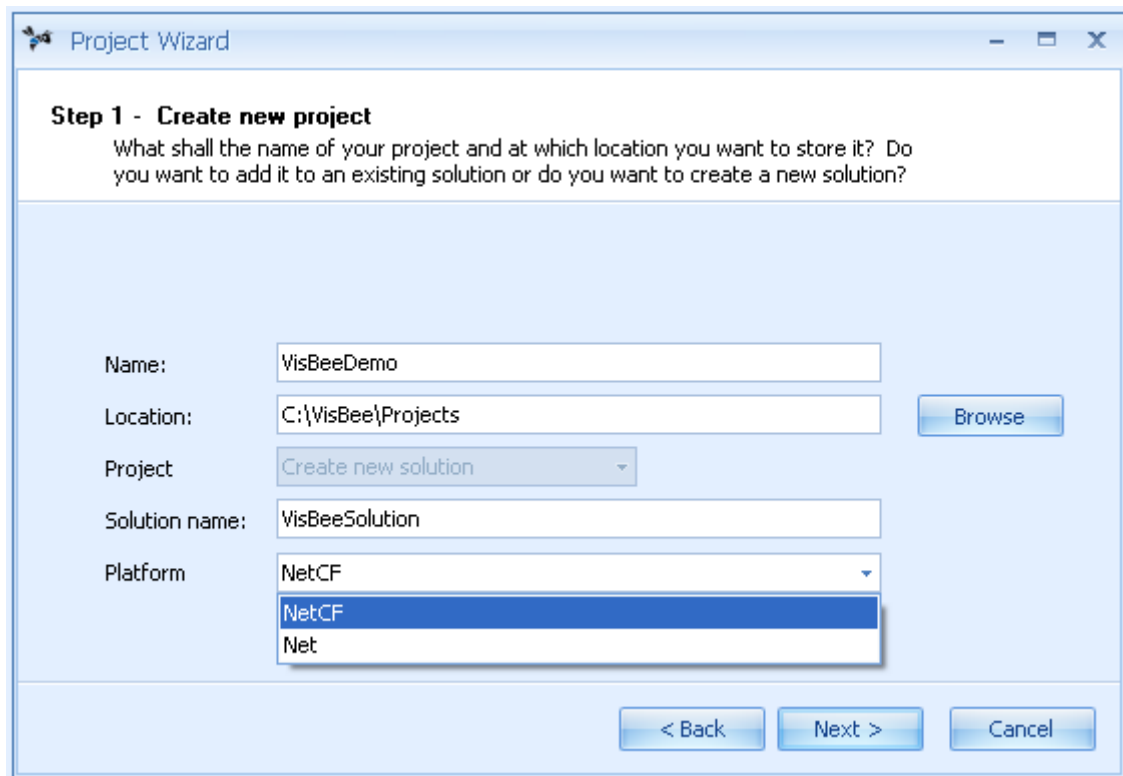 Project Wizard
Step 1 - Create new project
What shall the name of your project and at which location you want to store it? Do
you want to add it to an existing solution or do you want to create a new solution?
Name: VisBeeDemo
Location: C:\VisBee\Projects Browse
Project Create new solution
Solution name: VisBeeSolution
Platform NetCF
NetCF
Net
< Back Next > Cancel